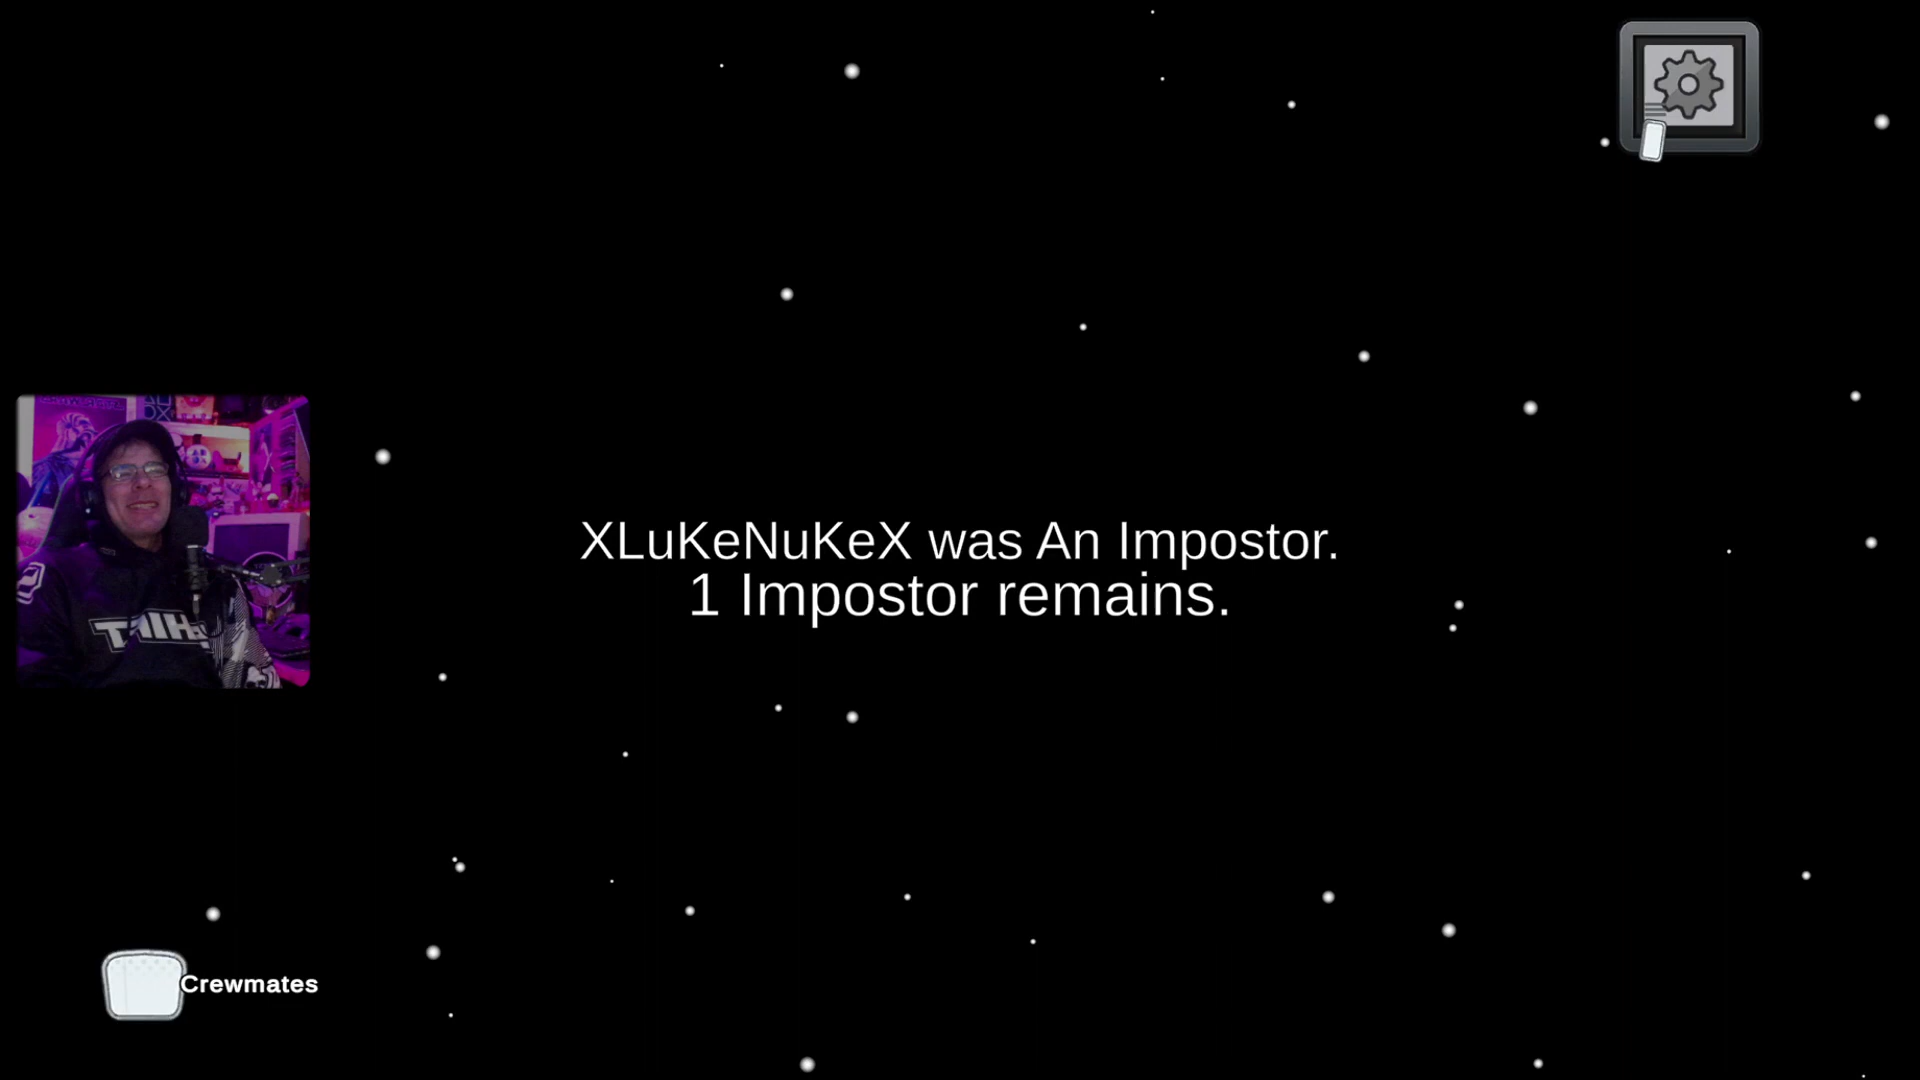 XLuKeNuKeX was An Impostor.
1 Impostor remains.
Crewmates